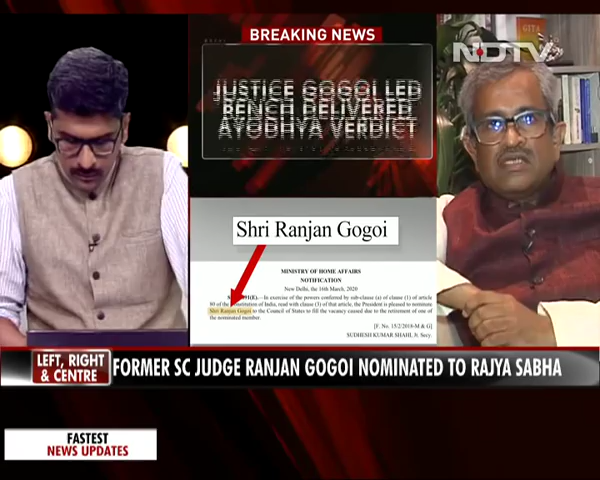 BREAKING NEWS
NDTV
JUSTICE GOGOI LED
BENCH DELIVERED
AYODHYA VERDICT
Shri Ranjan Gogoi
MINISTRY OF HOME AFFAIRS
NOTIFICATION
New Delhi, the 16th March, 2020
In exercise of the powers conferred by sub-clause (a) of clause (1) of article
80 of the Constitution of India, read with clause (3) of that article, the President is pleased to nominate
Shri Ranjan Gogoi to the Council of States to fill the vacancy caused due to the retirement of one of
the nominated member.
[F. No. 15/2/2018-M & G]
SUDHESH KUMAR SHAHI, Jt. Secy.
LEFT, RIGHT
& CENTRE
FORMER SC JUDGE RANJAN GOGOI NOMINATED TO RAJYA SABHA
FASTEST
NEWS UPDATES